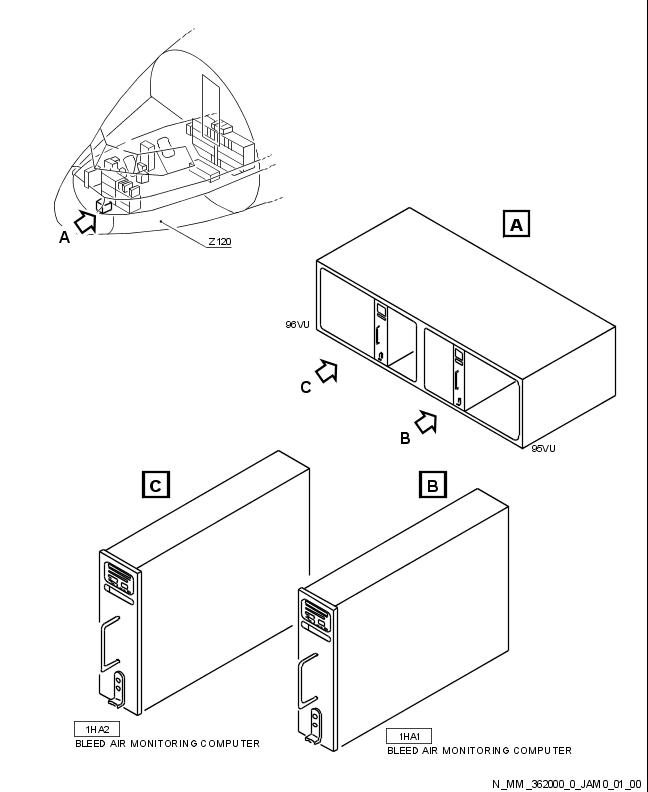 A
Z120
A
96VU
C
B
95VU
C
B
1HA2
BLEED AIR MONITORING COMPUTER
1HA1
BLEED AIR MONITORING COMPUTER
N_MM_362000_0_JAM0_01_00